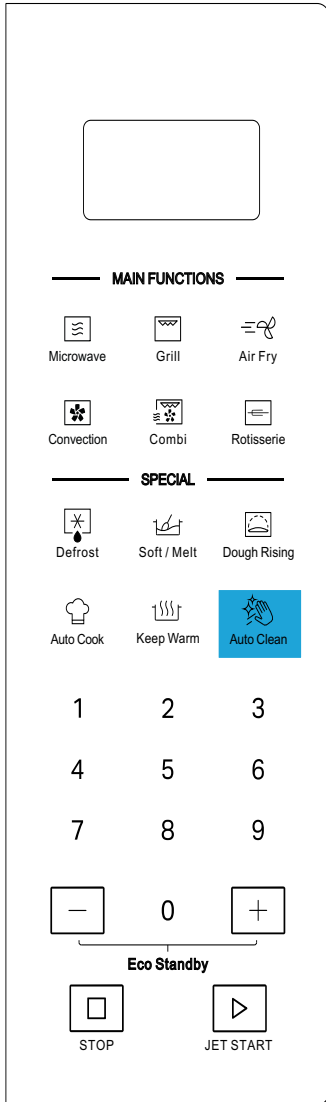 MAIN FUNCTIONS
Microwave Grill Air Fry
Convection Combi Rotisserie
SPECIAL
Defrost Soft / Melt Dough Rising
Auto Cook Keep Warm Auto Clean
1 2 3
4 5 6
7 8 9
− 0 +
Eco Standby
STOP JET START